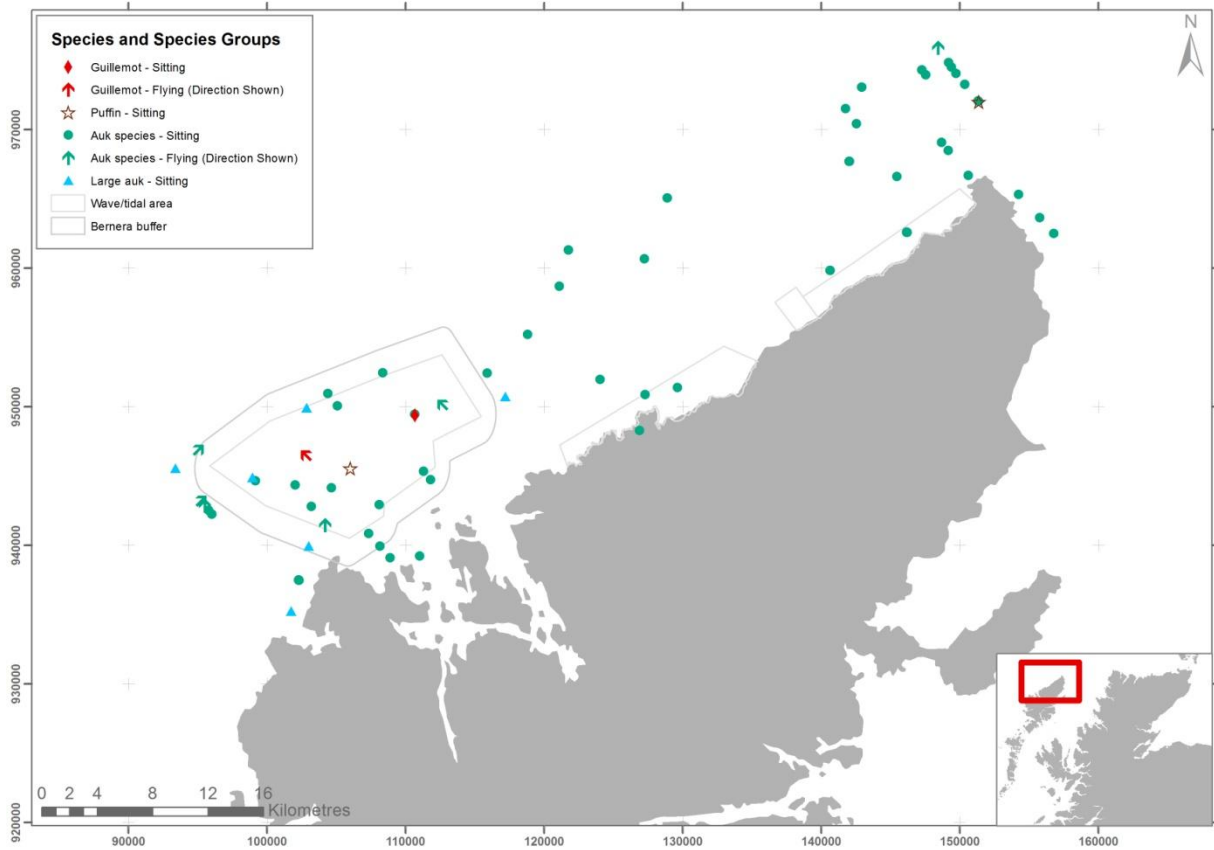 Species and Species Groups
Guillemot - Sitting
Guillemot - Flying (Direction Shown)
Puffin - Sitting
Auk species - Sitting
Auk species - Flying (Direction Shown)
Large auk - Sitting
Wave/tidal area
Bernera buffer
N
970000
960000
950000
940000
930000
920000
0 2 4 8 12 16
Kilometres
90000 100000 110000 120000 130000 140000 150000 160000